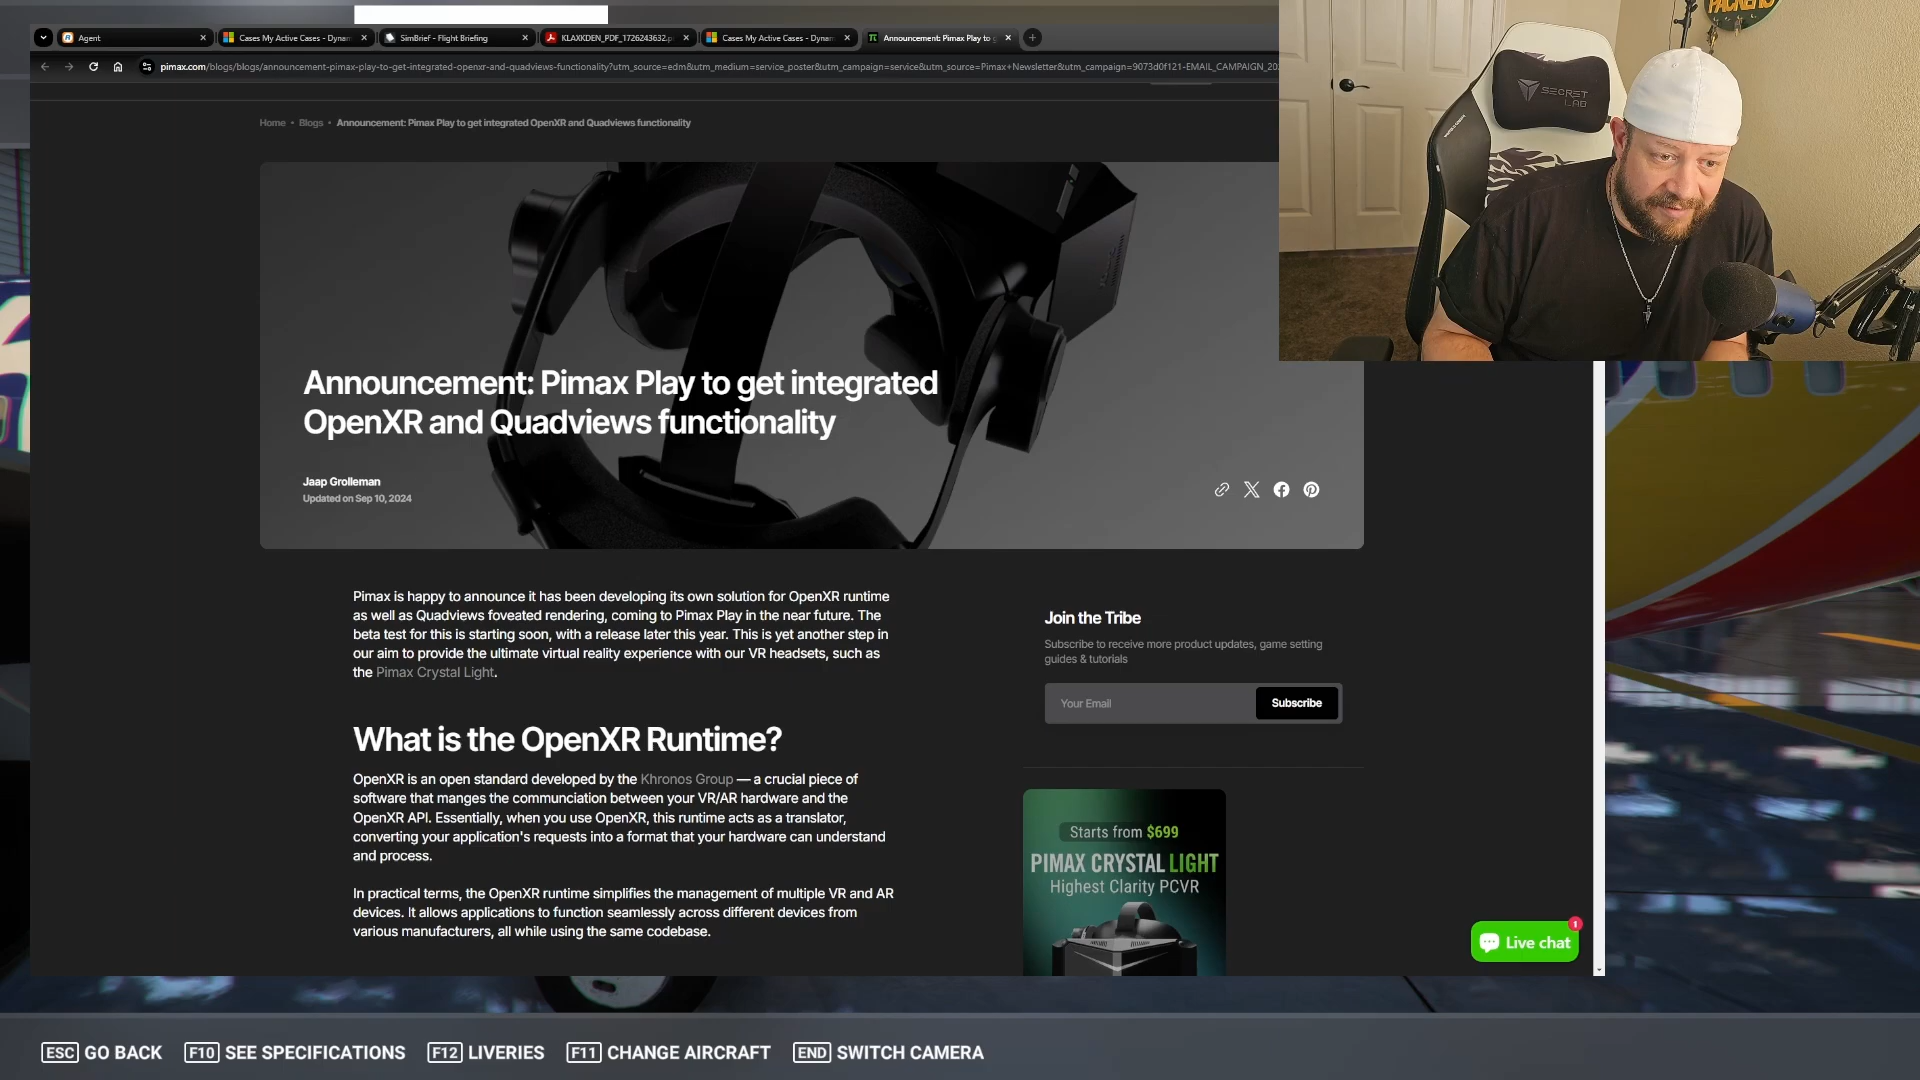 Agent
Cases My Active Cases - Dynam
SimBrief - Flight Briefing
KLAXKDEN_PDF_1726243632.p
Cases My Active Cases - Dynam
Announcement: Pimax Play to g
pimax.com/blogs/blogs/announcement-pimax-play-to-get-integrated-openxr-and-quadviews-functionality?utm_source=edm&utm_medium=service_poster&utm_campaign=service&utm_source=Pimax+Newsletter&utm_campaign=9073d0f121-EMAIL_CAMPAIGN_20
PACKERS
SECRET
LAB
Home • Blogs • Announcement: Pimax Play to get integrated OpenXR and Quadviews functionality
Announcement: Pimax Play to get integrated
OpenXR and Quadviews functionality
Jaap Grolleman
Updated on Sep 10, 2024
Pimax is happy to announce it has been developing its own solution for OpenXR runtime
as well as Quadviews foveated rendering, coming to Pimax Play in the near future. The
beta test for this is starting soon, with a release later this year. This is yet another step in
our aim to provide the ultimate virtual reality experience with our VR headsets, such as
the Pimax Crystal Light.
What is the OpenXR Runtime?
OpenXR is an open standard developed by the Khronos Group — a crucial piece of
software that manges the communciation between your VR/AR hardware and the
OpenXR API. Essentially, when you use OpenXR, this runtime acts as a translator,
converting your application's requests into a format that your hardware can understand
and process.
In practical terms, the OpenXR runtime simplifies the management of multiple VR and AR
devices. It allows applications to function seamlessly across different devices from
various manufacturers, all while using the same codebase.
Join the Tribe
Subscribe to receive more product updates, game setting
guides & tutorials
Your Email
Subscribe
Starts from $699
PIMAX CRYSTAL LIGHT
Highest Clarity PCVR
Live chat
1
ESC GO BACK
F10 SEE SPECIFICATIONS
F12 LIVERIES
F11 CHANGE AIRCRAFT
END SWITCH CAMERA